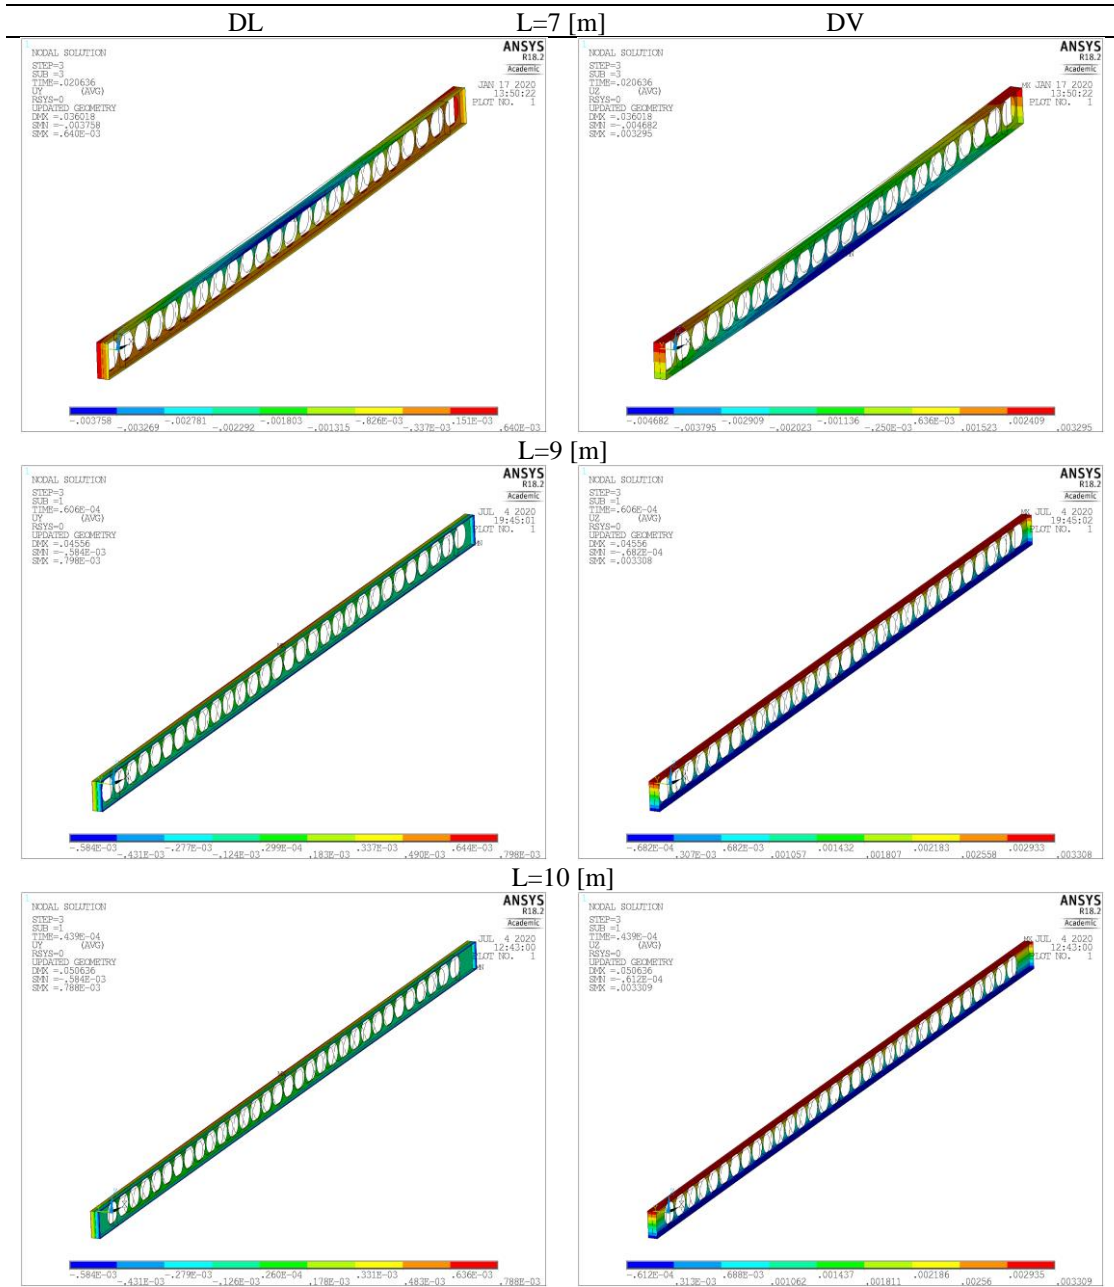 DL L=7 [m] DV
1
NODAL SOLUTION
STEP=3
SUB =3
TIME=.020636
UY (AVG)
RSYS=0
UPDATED GEOMETRY
DMX =.036018
SMN =-.003758
SMX =.640E-03
ANSYS
R18.2
Academic
JAN 17 2020
13:50:22
PLOT NO. 1
-.003758 -.002781 -.001803 -.826E-03 .151E-03
-.003269 -.002292 -.001315 -.337E-03 .640E-03
1
NODAL SOLUTION
STEP=3
SUB =3
TIME=.020636
UZ (AVG)
RSYS=0
UPDATED GEOMETRY
DMX =.036018
SMN =-.004682
SMX =.003295
ANSYS
R18.2
Academic
MX JAN 17 2020
13:50:22
PLOT NO. 1
-.004682 -.002909 -.001136 .636E-03 .002409
-.003795 -.002023 -.250E-03 .001523 .003295
L=9 [m]
1
NODAL SOLUTION
STEP=3
SUB =1
TIME=.606E-04
UY (AVG)
RSYS=0
UPDATED GEOMETRY
DMX =.04556
SMN =-.584E-03
SMX =.798E-03
ANSYS
R18.2
Academic
JUL 4 2020
19:45:01
PLOT NO. 1
MN
-.584E-03 -.277E-03 .299E-04 .337E-03 .644E-03
-.431E-03 -.124E-03 .183E-03 .490E-03 .798E-03
1
NODAL SOLUTION
STEP=3
SUB =1
TIME=.606E-04
UZ (AVG)
RSYS=0
UPDATED GEOMETRY
DMX =.04556
SMN =-.682E-04
SMX =.003308
ANSYS
R18.2
Academic
MX JUL 4 2020
19:45:02
PLOT NO. 1
-.682E-04 .682E-03 .001432 .002183 .002933
.307E-03 .001057 .001807 .002558 .003308
L=10 [m]
1
NODAL SOLUTION
STEP=3
SUB =1
TIME=.439E-04
UY (AVG)
RSYS=0
UPDATED GEOMETRY
DMX =.050636
SMN =-.584E-03
SMX =.788E-03
ANSYS
R18.2
Academic
JUL 4 2020
12:43:00
PLOT NO. 1
MN
-.584E-03 -.279E-03 .260E-04 .331E-03 .636E-03
-.431E-03 -.126E-03 .178E-03 .483E-03 .788E-03
1
NODAL SOLUTION
STEP=3
SUB =1
TIME=.439E-04
UZ (AVG)
RSYS=0
UPDATED GEOMETRY
DMX =.050636
SMN =-.612E-04
SMX =.003309
ANSYS
R18.2
Academic
MX JUL 4 2020
12:43:00
PLOT NO. 1
-.612E-04 .688E-03 .001437 .002186 .002935
.313E-03 .001062 .001811 .002560 .003309